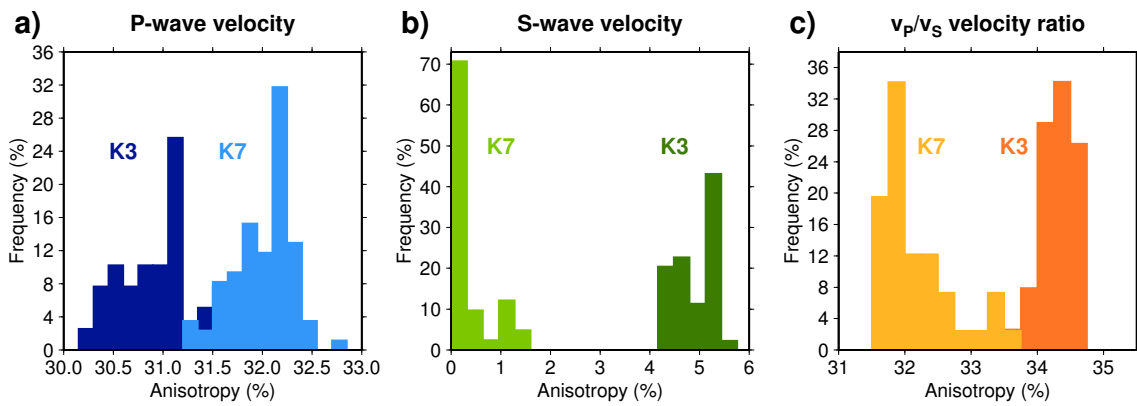 a) P-wave velocity
Frequency (%)
36
32
28
24
20
16
12
8
4
0
K3
K7
30.0 30.5 31.0 31.5 32.0 32.5 33.0
Anisotropy (%)
b) S-wave velocity
Frequency (%)
70
60
50
40
30
20
10
0
K7
K3
0 1 2 3 4 5 6
Anisotropy (%)
c) vP/vS velocity ratio
Frequency (%)
36
32
28
24
20
16
12
8
4
0
K7
K3
31 32 33 34 35
Anisotropy (%)